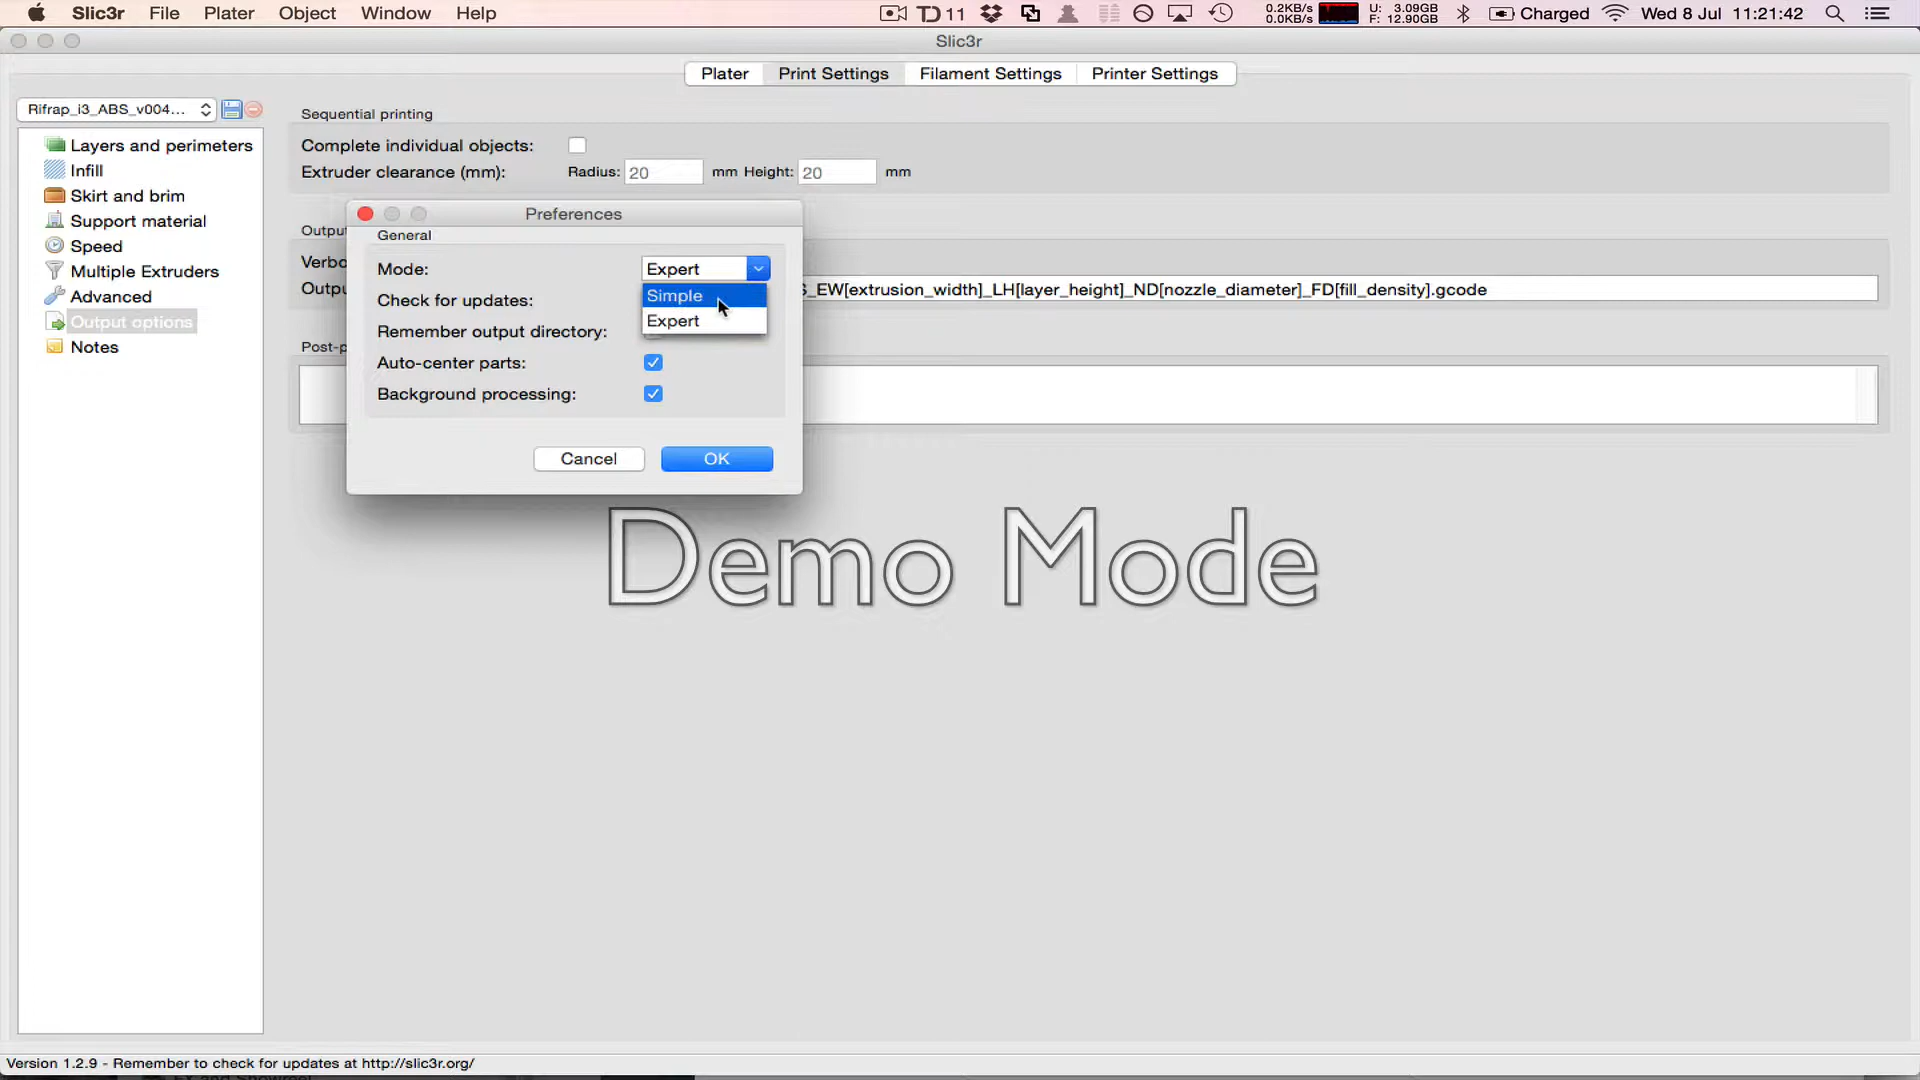 Slic3r File Plater Object Window Help 11 0.2KB/s 0.0KB/s U: 3.09GB F: 12.90GB Charged Wed 8 Jul 11:21:42
Slic3r
Plater Print Settings Filament Settings Printer Settings
Rifrap_i3_ABS_v004...
Layers and perimeters
Infill
Skirt and brim
Support material
Speed
Multiple Extruders
Advanced
Output options
Notes
Sequential printing
Complete individual objects:
Extruder clearance (mm): Radius: 20 mm Height: 20 mm
Output
Verbo
Outpu S_EW[extrusion_width]_LH[layer_height]_ND[nozzle_diameter]_FD[fill_density].gcode
Post-p
Preferences
General
Mode: Expert
Simple
Expert
Check for updates:
Remember output directory:
Auto-center parts:
Background processing:
Cancel OK
Demo Mode
Version 1.2.9 - Remember to check for updates at http://slic3r.org/